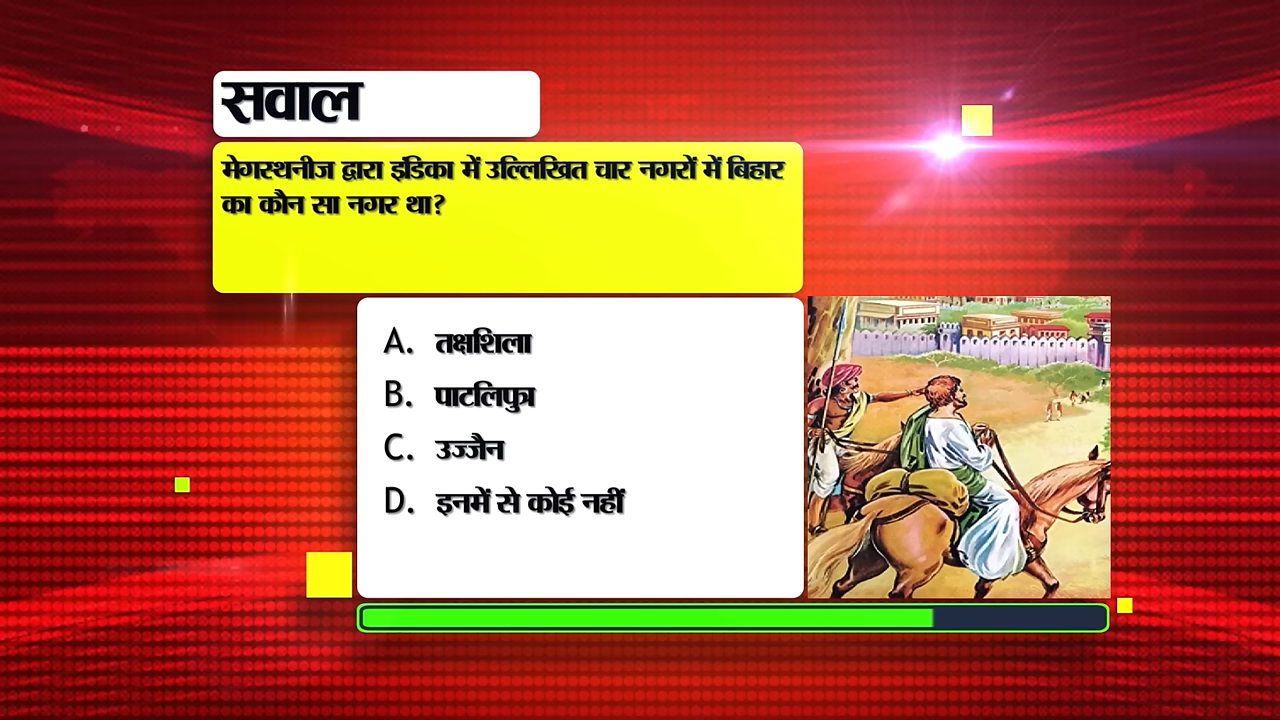 सवाल
मेगस्थनीज द्वारा इंडिका में उल्लिखित चार नगरों में बिहार
का कौन सा नगर था?
A. तक्षशिला
B. पाटलिपुत्र
C. उज्जैन
D. इनमें से कोई नहीं